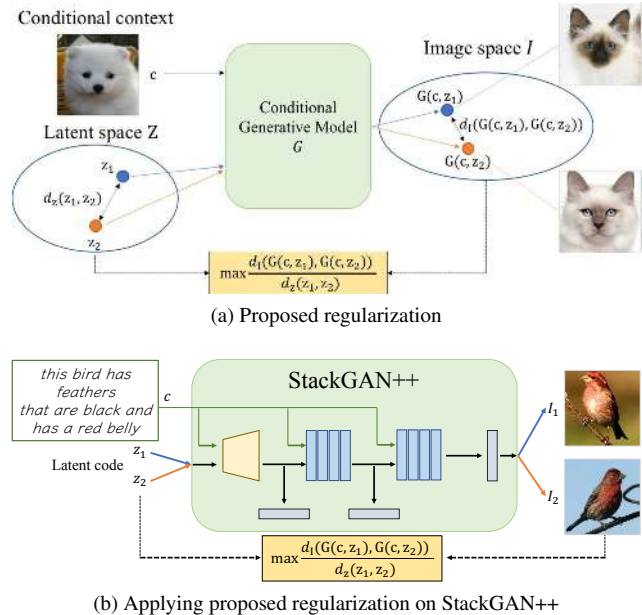 Conditional context
c
Image space I
G(c, z₁)
Conditional
Generative Model
G
d_I(G(c, z₁), G(c, z₂))
G(c, z₂)
Latent space Z
z₁
d_z(z₁, z₂)
z₂
max d_I(G(c, z₁), G(c, z₂)) / d_z(z₁, z₂)
(a) Proposed regularization
this bird has
feathers
that are black and
has a red belly
c
StackGAN++
z₁
Latent code
z₂
I₁
I₂
max d_I(G(c, z₁), G(c, z₂)) / d_z(z₁, z₂)
(b) Applying proposed regularization on StackGAN++